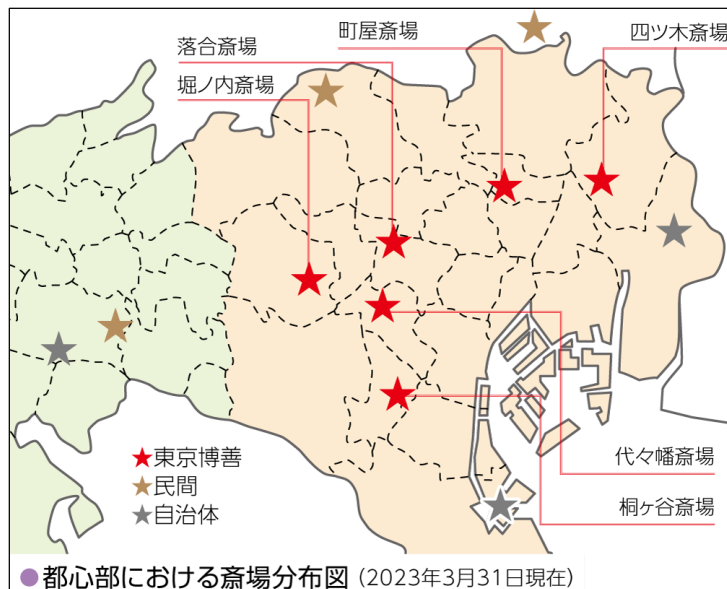 町屋斎場
四ツ木斎場
落合斎場
堀ノ内斎場
★東京博善
★民間
★自治体
代々幡斎場
桐ヶ谷斎場
●都心部における斎場分布図 (2023年3月31日現在)